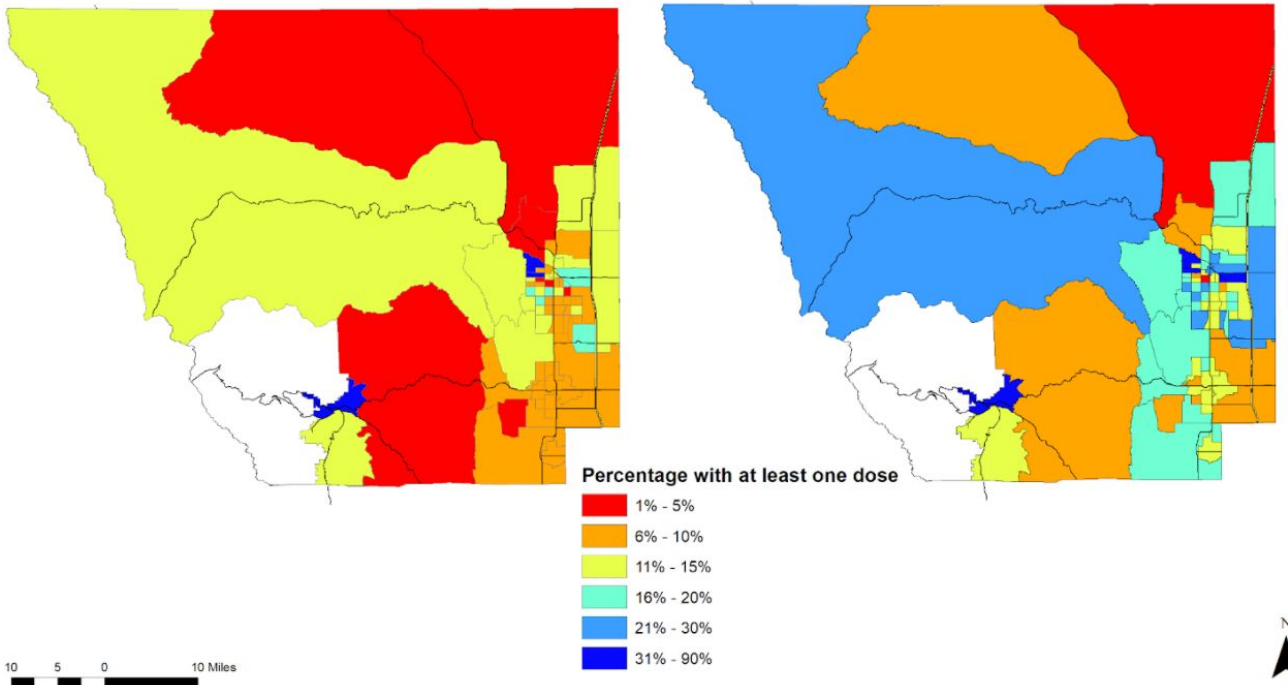 Percentage with at least one dose
1% - 5%
6% - 10%
11% - 15%
16% - 20%
21% - 30%
31% - 90%
10 5 0 10 Miles
N